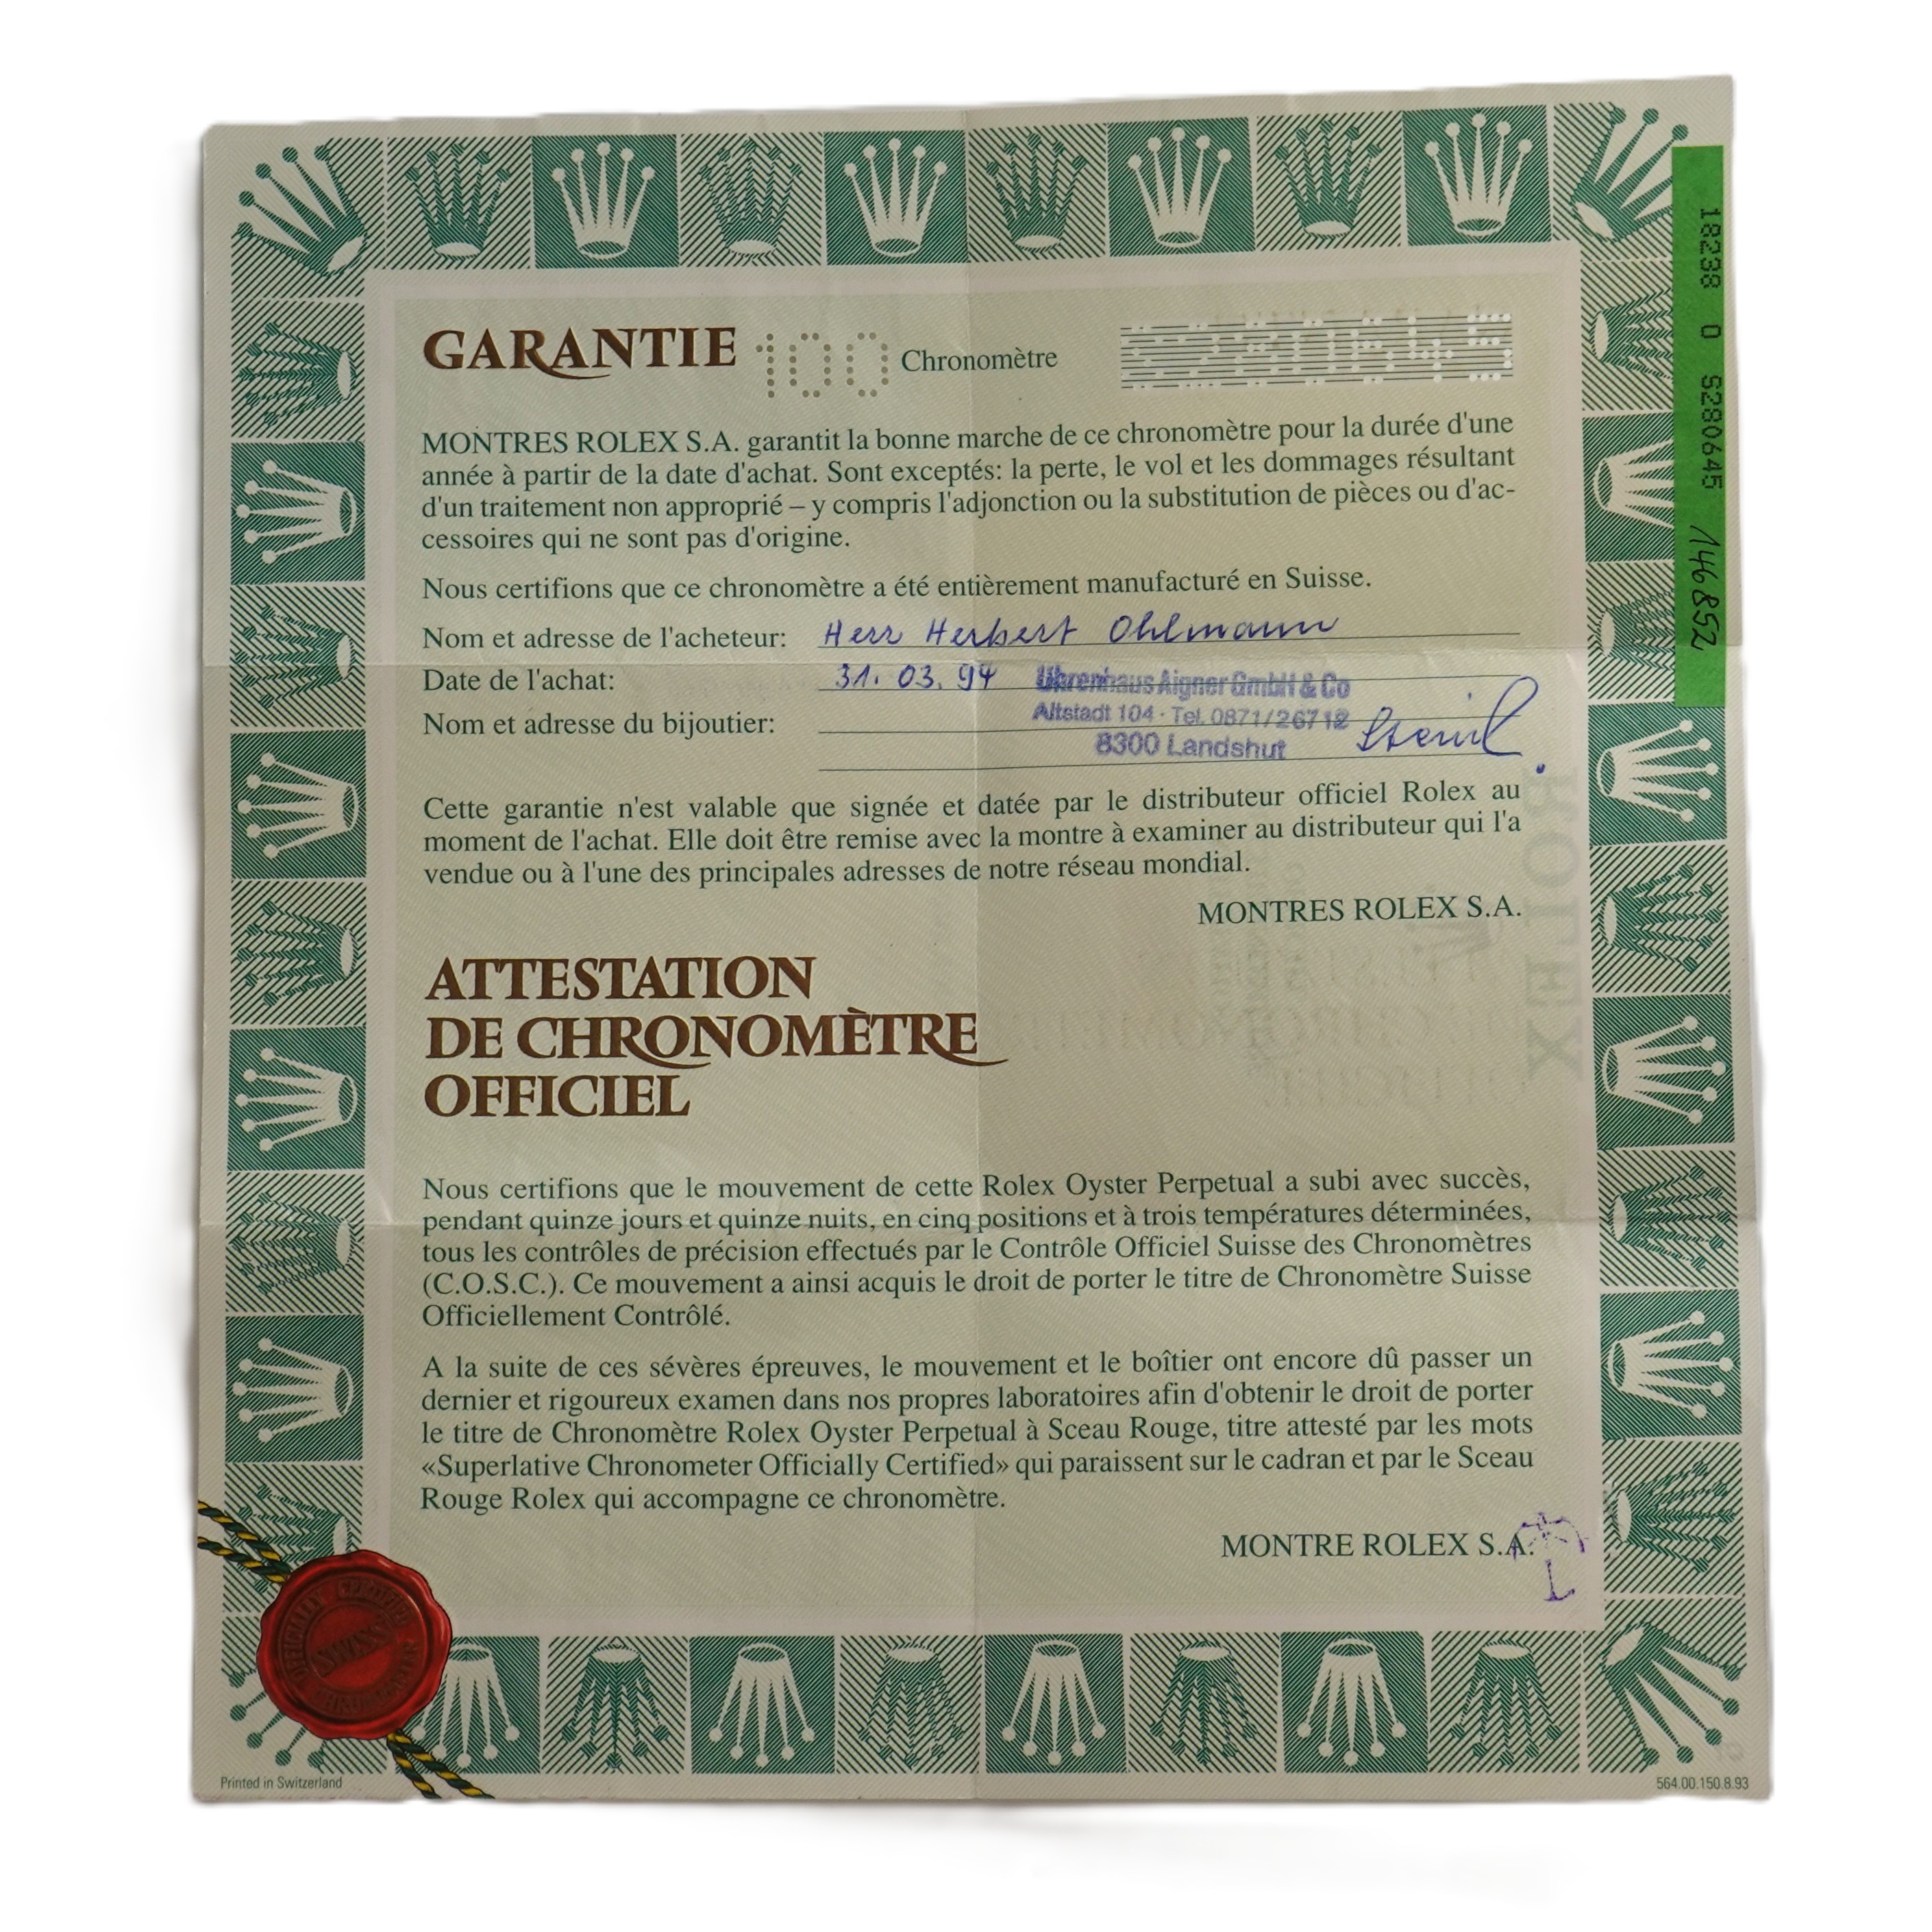 GARANTIE 100 Chronomètre
MONTRES ROLEX S.A. garantit la bonne marche de ce chronomètre pour la durée d'une
année à partir de la date d'achat. Sont exceptés: la perte, le vol et les dommages résultant
d'un traitement non approprié – y compris l'adjonction ou la substitution de pièces ou d'ac-
cessoires qui ne sont pas d'origine.
Nous certifions que ce chronomètre a été entièrement manufacturé en Suisse.
Nom et adresse de l'acheteur: Herr Herbert Ohlmann
Date de l'achat: 31. 03. 94 Uhrenhaus Aigner GmbH & Co
Altstadt 104 · Tel. 0871/26712
Nom et adresse du bijoutier:
8300 Landshut
Cette garantie n'est valable que signée et datée par le distributeur officiel Rolex au
moment de l'achat. Elle doit être remise avec la montre à examiner au distributeur qui l'a
vendue ou à l'une des principales adresses de notre réseau mondial.
MONTRES ROLEX S.A.
ATTESTATION
DE CHRONOMÈTRE
OFFICIEL
Nous certifions que le mouvement de cette Rolex Oyster Perpetual a subi avec succès,
pendant quinze jours et quinze nuits, en cinq positions et à trois températures déterminées,
tous les contrôles de précision effectués par le Contrôle Officiel Suisse des Chronomètres
(C.O.S.C.). Ce mouvement a ainsi acquis le droit de porter le titre de Chronomètre Suisse
Officiellement Contrôlé.
A la suite de ces sévères épreuves, le mouvement et le boîtier ont encore dû passer un
dernier et rigoureux examen dans nos propres laboratoires afin d'obtenir le droit de porter
le titre de Chronomètre Rolex Oyster Perpetual à Sceau Rouge, titre attesté par les mots
«Superlative Chronometer Officially Certified» qui paraissent sur le cadran et par le Sceau
Rouge Rolex qui accompagne ce chronomètre.
MONTRE ROLEX S.A.
18238 0 S280645 146852
OFFICIALLY CERTIFIED
SWISS
CHRONOMETER
Printed in Switzerland
564.00.150.8.93